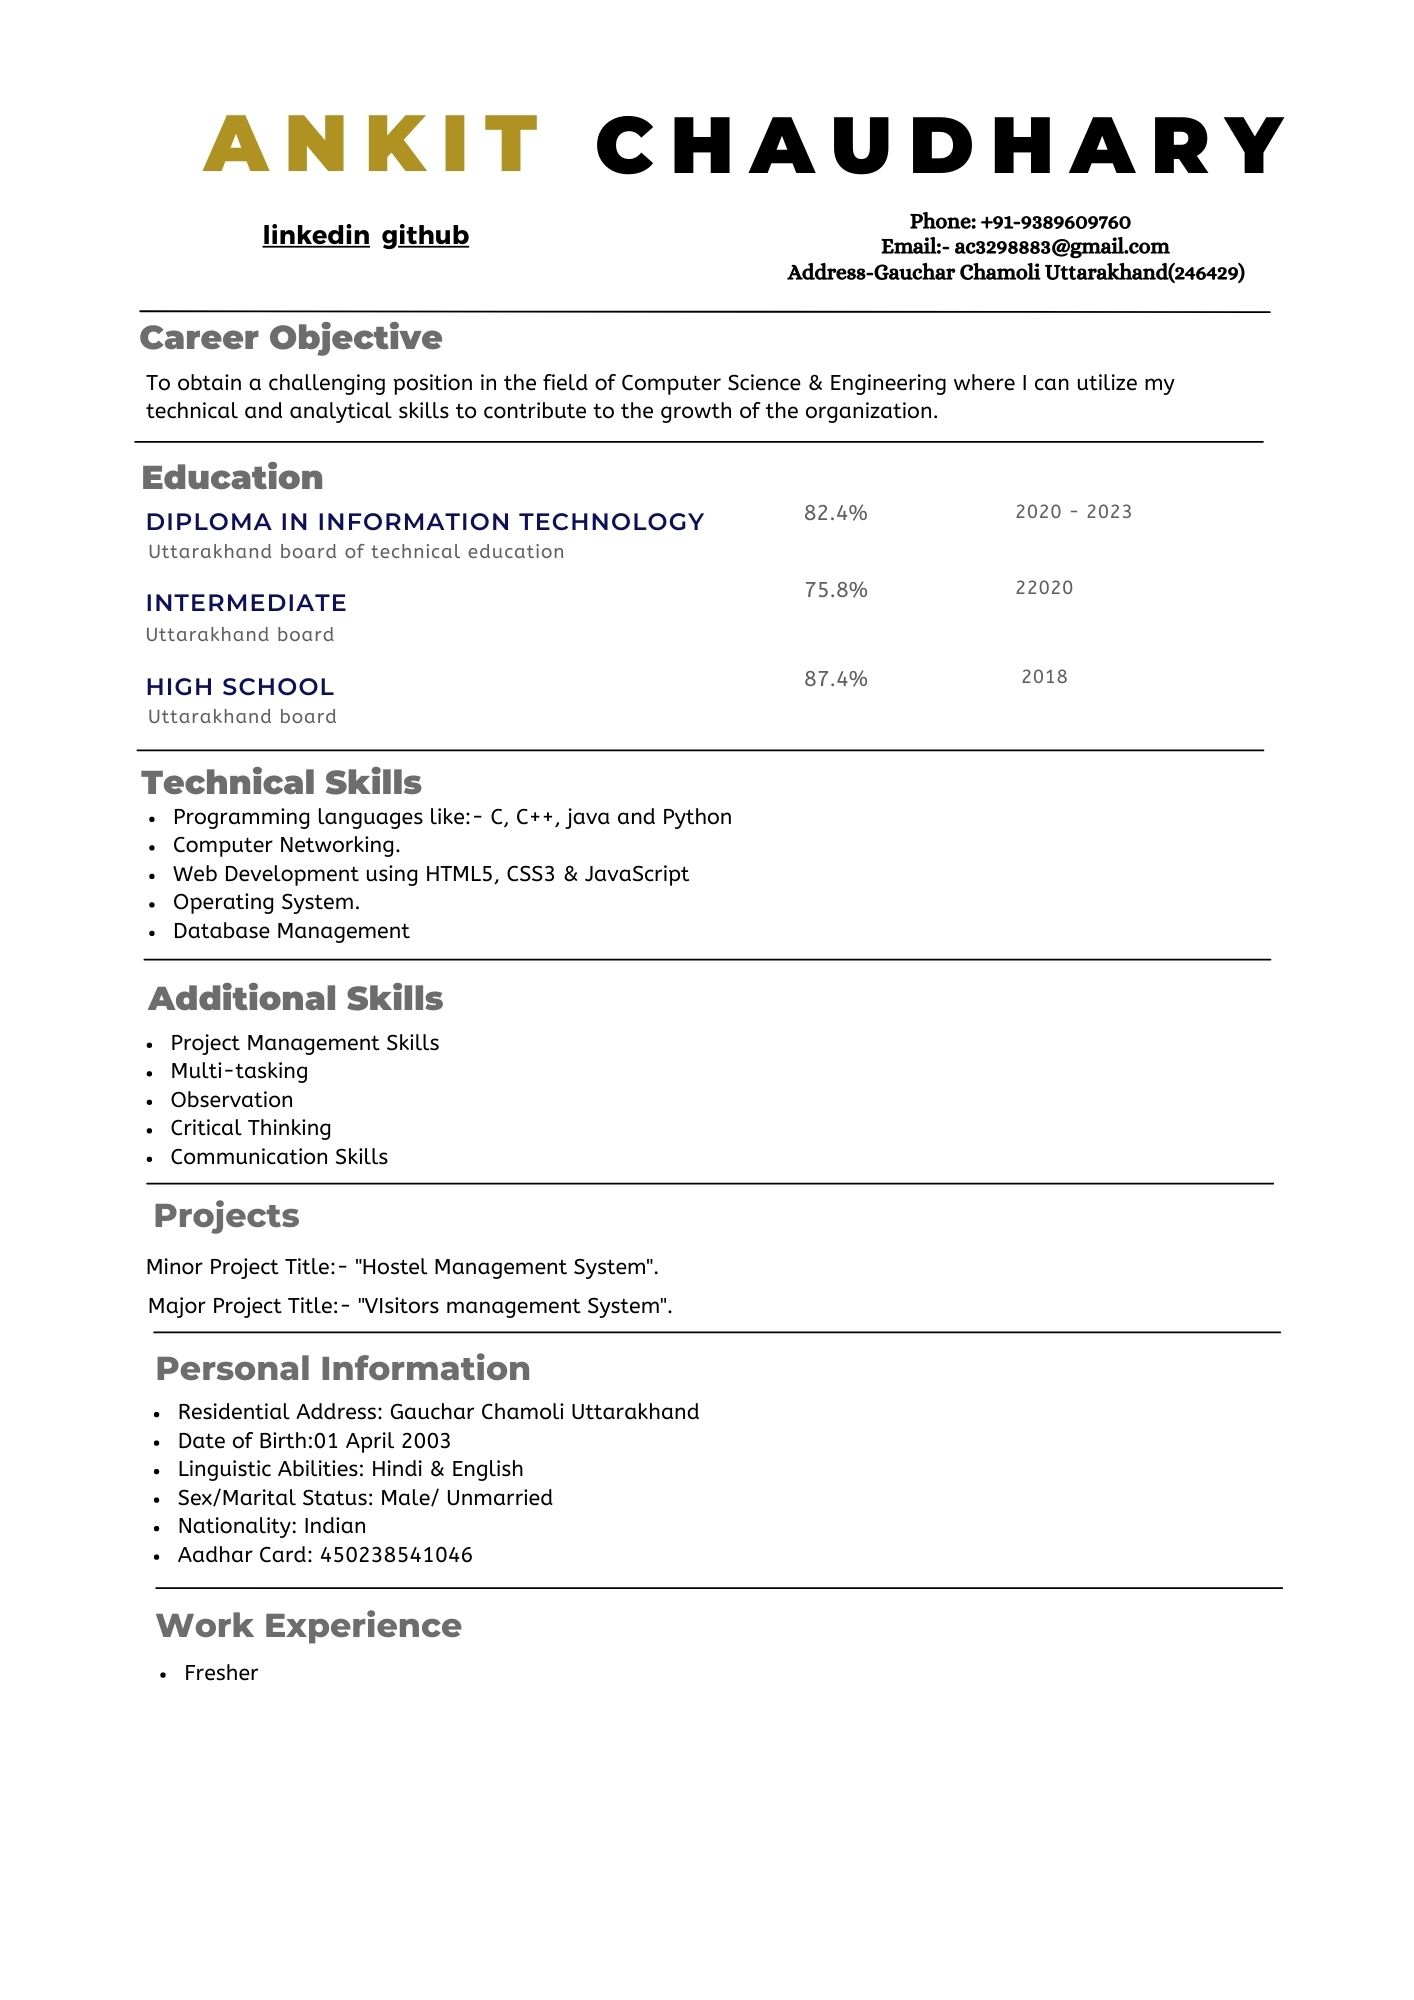 ANKIT CHAUDHARY
linkedin github
Phone: +91-9389609760
Email:- ac3298883@gmail.com
Address-Gauchar Chamoli Uttarakhand(246429)
Career Objective
To obtain a challenging position in the field of Computer Science & Engineering where I can utilize my
technical and analytical skills to contribute to the growth of the organization.
Education
DIPLOMA IN INFORMATION TECHNOLOGY 82.4% 2020 - 2023
Uttarakhand board of technical education
INTERMEDIATE 75.8% 22020
Uttarakhand board
HIGH SCHOOL 87.4% 2018
Uttarakhand board
Technical Skills
• Programming languages like:- C, C++, java and Python
• Computer Networking.
• Web Development using HTML5, CSS3 & JavaScript
• Operating System.
• Database Management
Additional Skills
• Project Management Skills
• Multi-tasking
• Observation
• Critical Thinking
• Communication Skills
Projects
Minor Project Title:- "Hostel Management System".
Major Project Title:- "VIsitors management System".
Personal Information
• Residential Address: Gauchar Chamoli Uttarakhand
• Date of Birth:01 April 2003
• Linguistic Abilities: Hindi & English
• Sex/Marital Status: Male/ Unmarried
• Nationality: Indian
• Aadhar Card: 450238541046
Work Experience
• Fresher